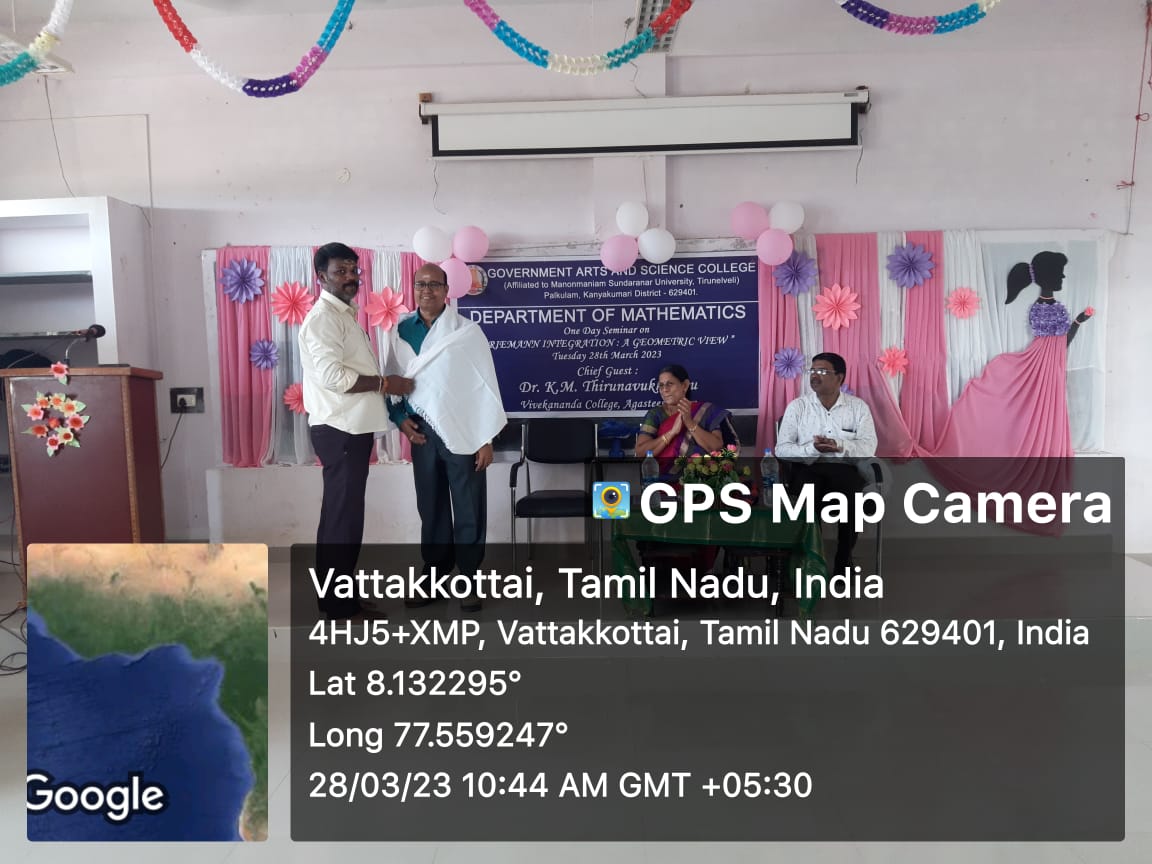 GOVERNMENT ARTS AND SCIENCE COLLEGE
(Affiliated to Manonmaniam Sundaranar University, Tirunelveli)
Palkulam, Kanyakumari District - 629401.
DEPARTMENT OF MATHEMATICS
One Day Seminar on
INTEGRATION : A GEOMETRIC VIEW "
Tuesday 28th March 2023
Chief Guest :
Dr. K.M.
Vivekananda College,
GPS Map Camera
Vattakkottai, Tamil Nadu, India
4HJ5+XMP, Vattakkottai, Tamil Nadu 629401, India
Lat 8.132295°
Long 77.559247°
28/03/23 10:44 AM GMT +05:30
Google